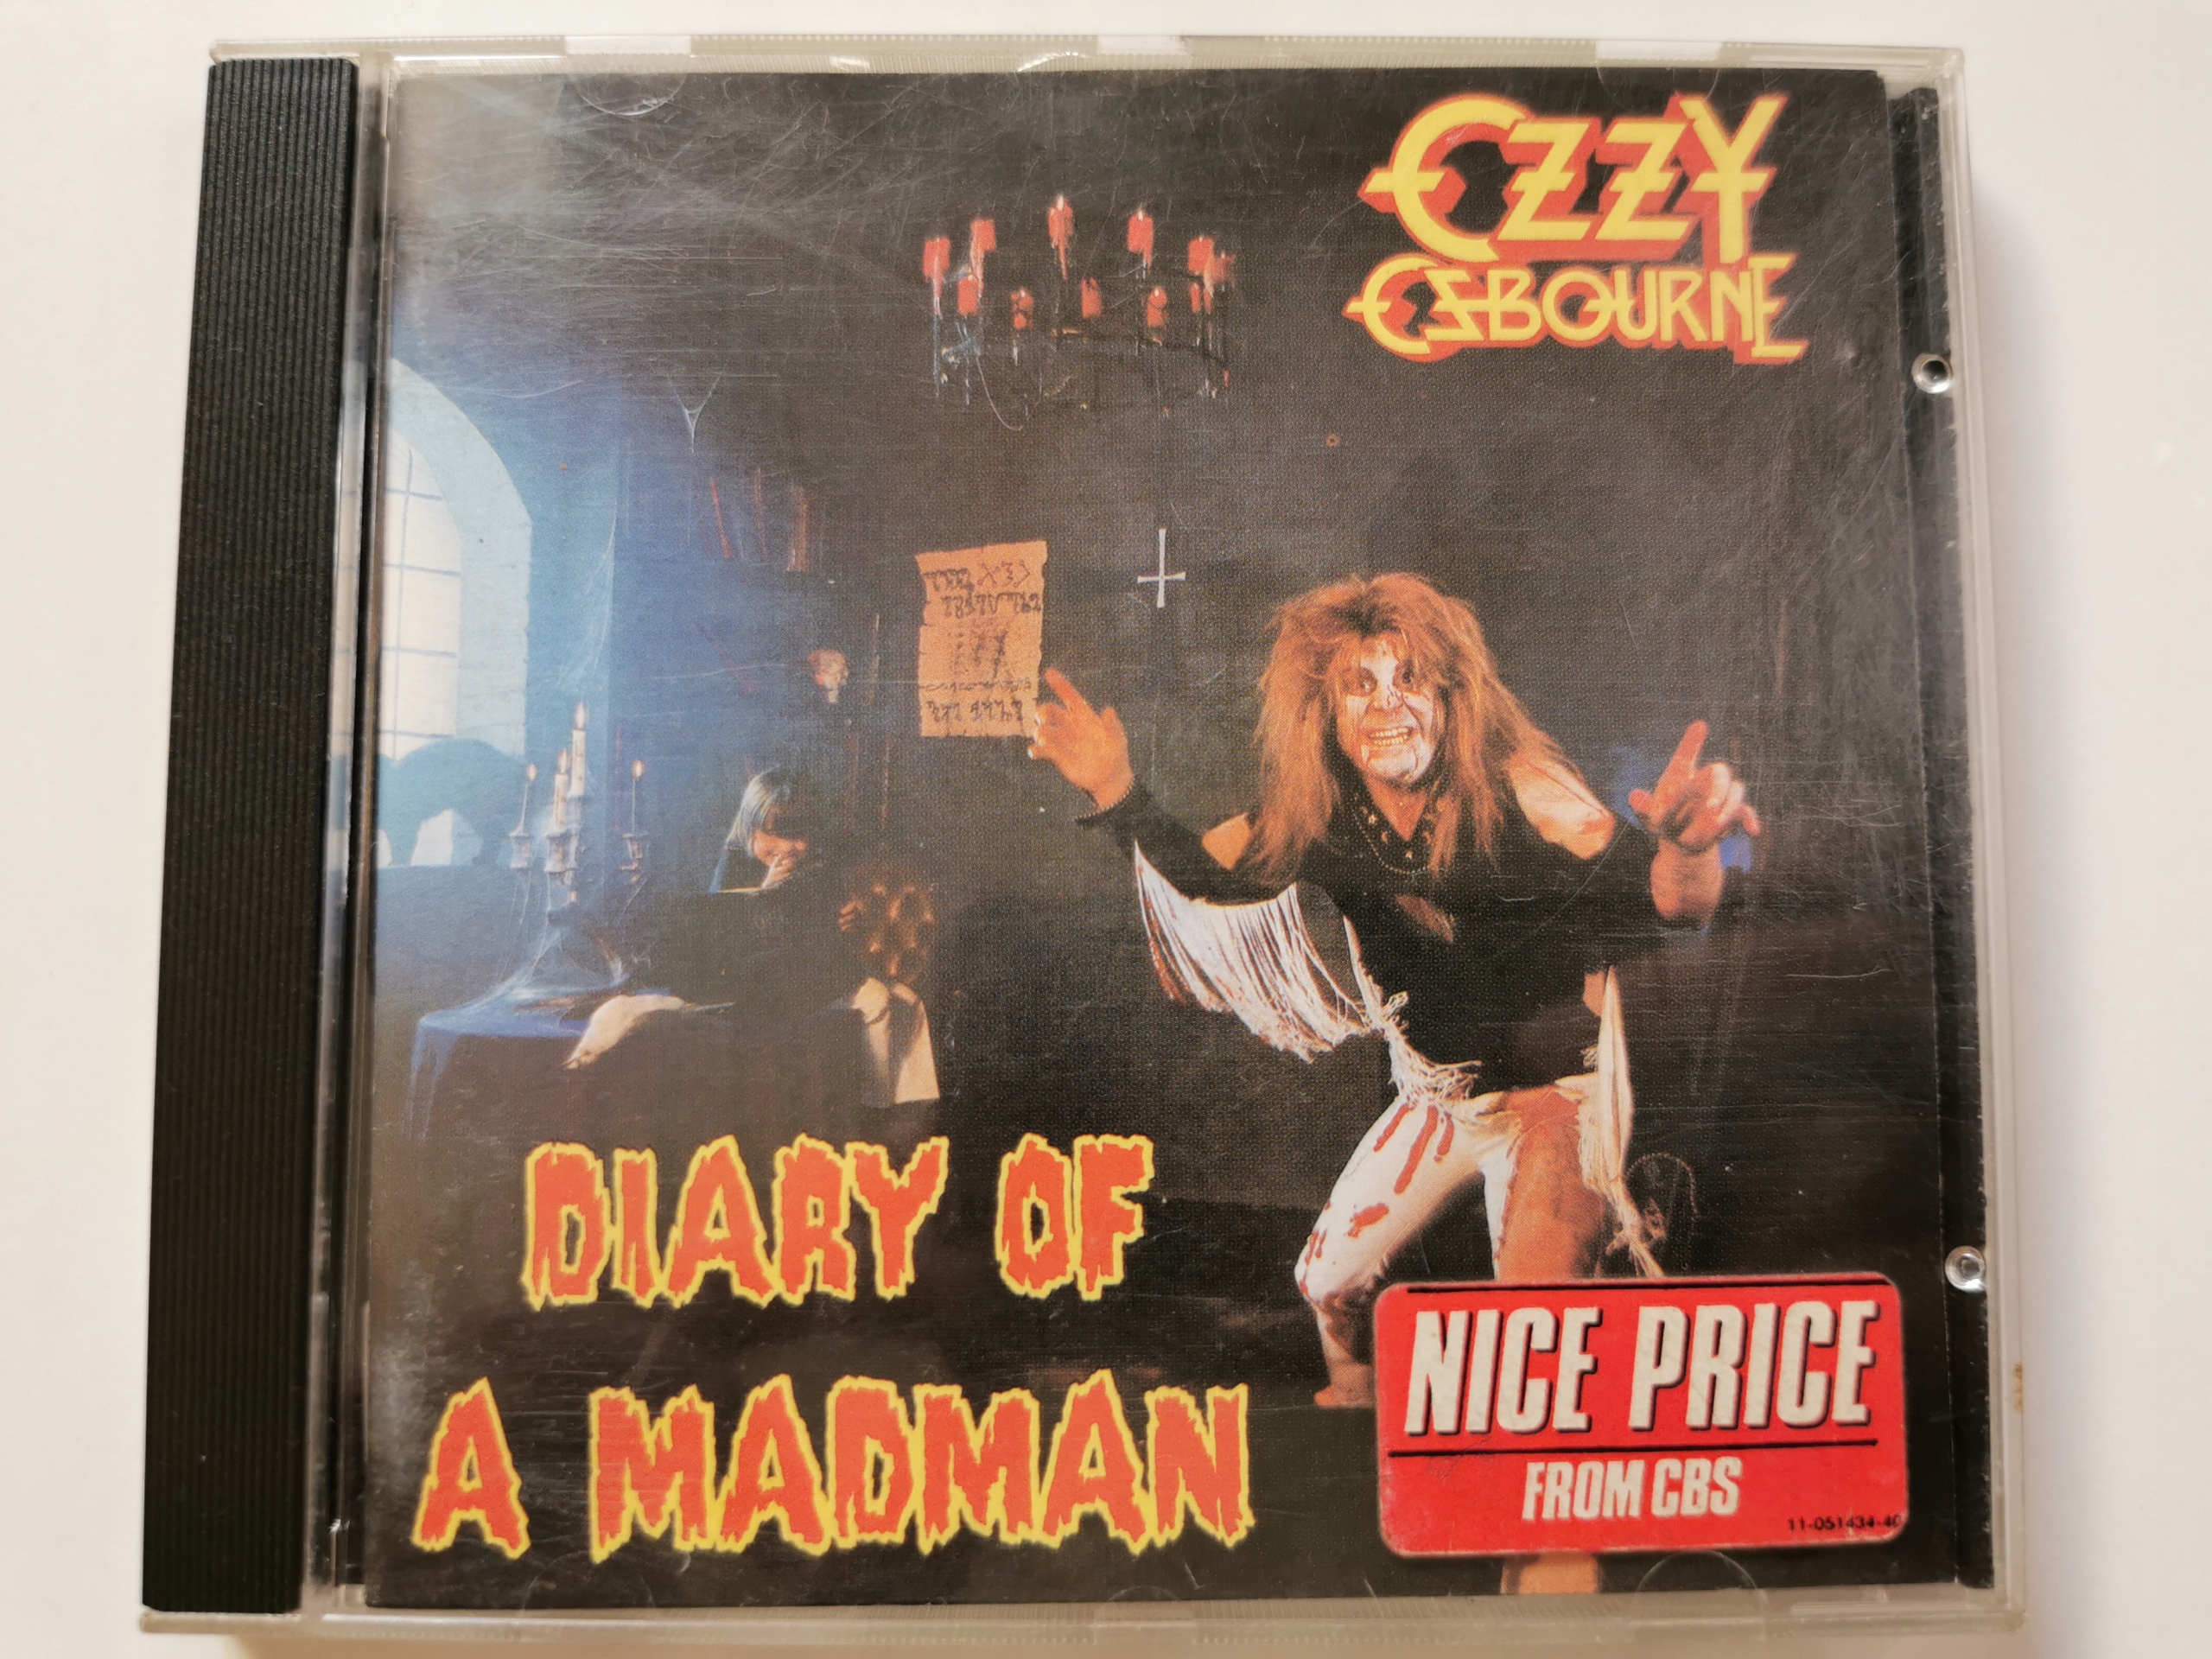 OZZY
OSBOURNE
DIARY OF
A MADMAN
NICE PRICE
FROM CBS
11-051434-40